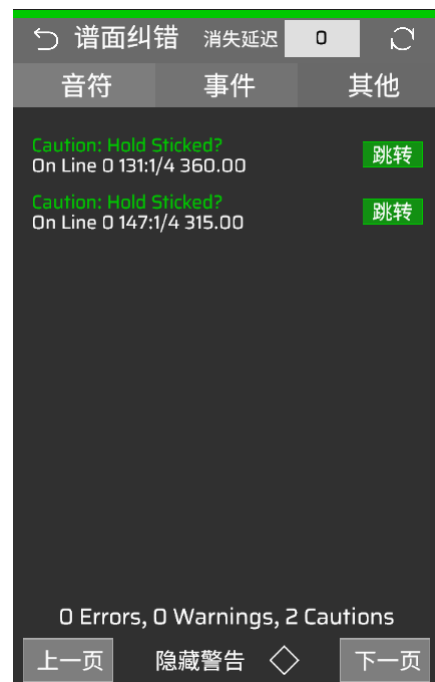 谱面纠错 消失延迟 0
音符 事件 其他
Caution: Hold Sticked?
On Line 0 131:1/4 360.00
跳转
Caution: Hold Sticked?
On Line 0 147:1/4 315.00
跳转
0 Errors, 0 Warnings, 2 Cautions
上一页 隐藏警告 下一页